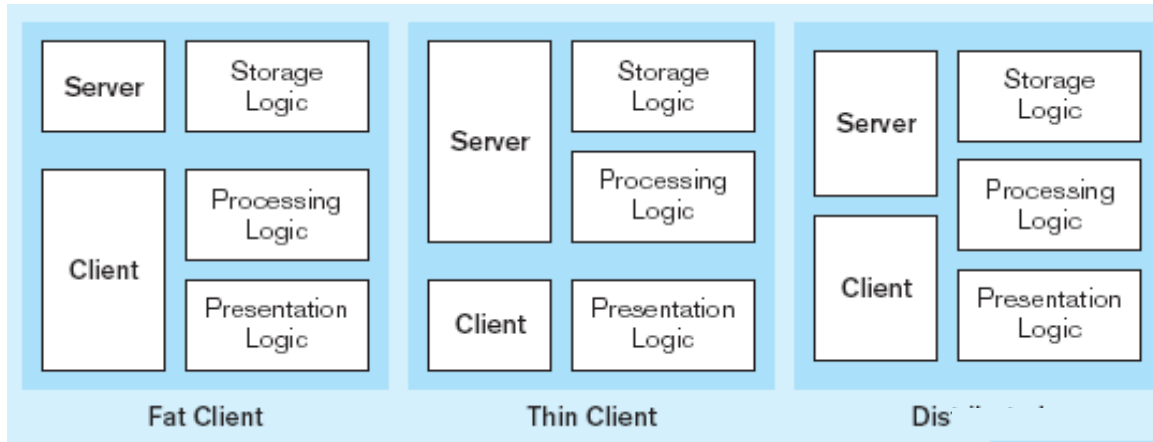 Server
Storage
Logic
Client
Processing
Logic
Presentation
Logic
Fat Client
Server
Storage
Logic
Processing
Logic
Client
Presentation
Logic
Thin Client
Server
Storage
Logic
Processing
Logic
Client
Presentation
Logic